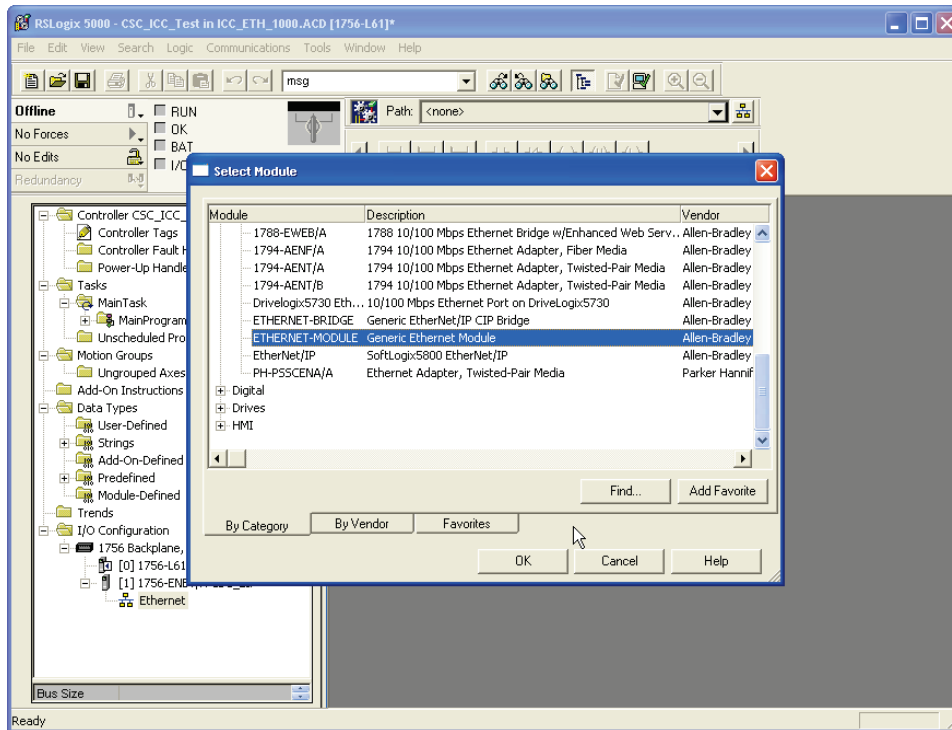 RSLogix 5000 - CSC_ICC_Test in ICC_ETH_1000.ACD [1756-L61]*
File Edit View Search Logic Communications Tools Window Help
msg
Offline
RUN
Path: <none>
No Forces
OK
No Edits
BAT
Redundancy
I/O
Select Module
Module Description Vendor
1788-EWEB/A 1788 10/100 Mbps Ethernet Bridge w/Enhanced Web Serv.. Allen-Bradley
1794-AENF/A 1794 10/100 Mbps Ethernet Adapter, Fiber Media Allen-Bradley
1794-AENT/A 1794 10/100 Mbps Ethernet Adapter, Twisted-Pair Media Allen-Bradley
1794-AENT/B 1794 10/100 Mbps Ethernet Adapter, Twisted-Pair Media Allen-Bradley
Drivelogix5730 Eth... 10/100 Mbps Ethernet Port on DriveLogix5730 Allen-Bradley
ETHERNET-BRIDGE Generic EtherNet/IP CIP Bridge Allen-Bradley
ETHERNET-MODULE Generic Ethernet Module Allen-Bradley
EtherNet/IP SoftLogix5800 EtherNet/IP Allen-Bradley
PH-PSSCENA/A Ethernet Adapter, Twisted-Pair Media Parker Hannif
Digital
Drives
HMI
Find... Add Favorite
By Category By Vendor Favorites
OK Cancel Help
Controller CSC_ICC_
Controller Tags
Controller Fault H
Power-Up Handle
Tasks
MainTask
MainProgram
Unscheduled Pro
Motion Groups
Ungrouped Axes
Add-On Instructions
Data Types
User-Defined
Strings
Add-On-Defined
Predefined
Module-Defined
Trends
I/O Configuration
1756 Backplane,
[0] 1756-L61
[1] 1756-ENB
Ethernet
Bus Size
Ready